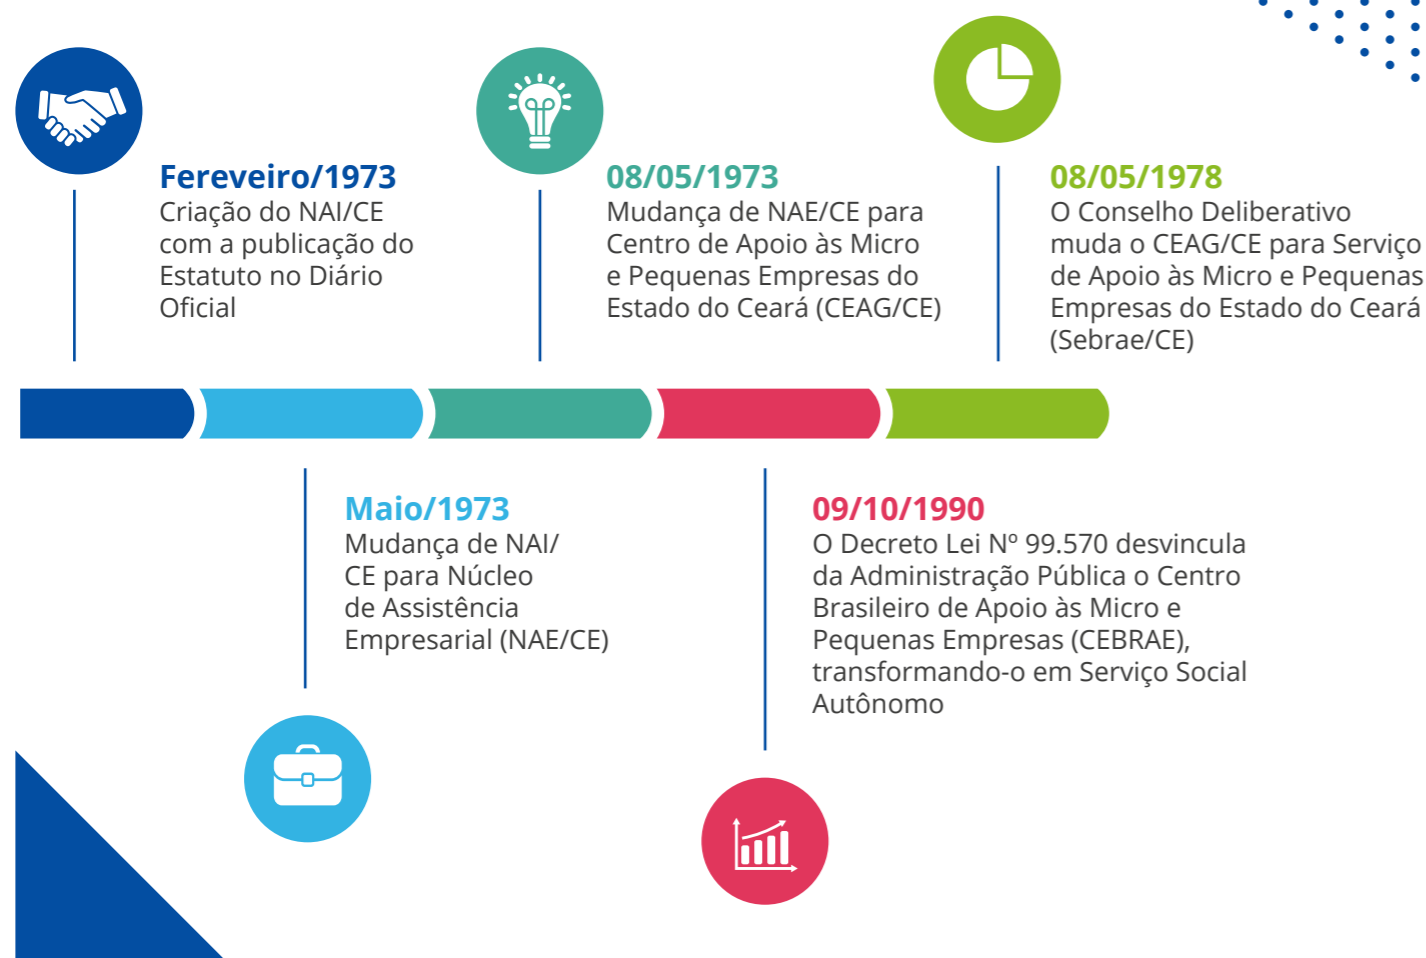 Fereveiro/1973
Criação do NAI/CE
com a publicação do
Estatuto no Diário
Oficial
Maio/1973
Mudança de NAI/
CE para Núcleo
de Assistência
Empresarial (NAE/CE)
08/05/1973
Mudança de NAE/CE para
Centro de Apoio às Micro
e Pequenas Empresas do
Estado do Ceará (CEAG/CE)
09/10/1990
O Decreto Lei Nº 99.570 desvincula
da Administração Pública o Centro
Brasileiro de Apoio às Micro e
Pequenas Empresas (CEBRAE),
transformando-o em Serviço Social
Autônomo
08/05/1978
O Conselho Deliberativo
muda o CEAG/CE para Serviço
de Apoio às Micro e Pequenas
Empresas do Estado do Ceará
(Sebrae/CE)